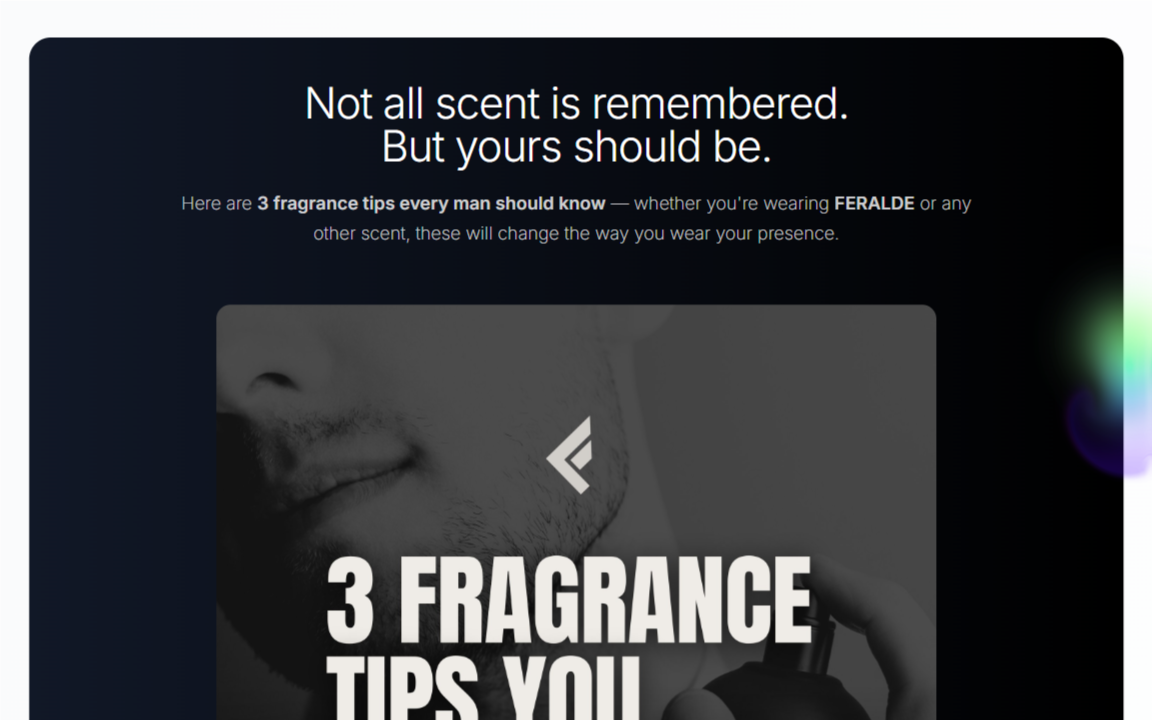 Not all scent is remembered.
But yours should be.
Here are 3 fragrance tips every man should know — whether you're wearing FERALDE or any
other scent, these will change the way you wear your presence.
3 FRAGRANCE
TIPS YOU